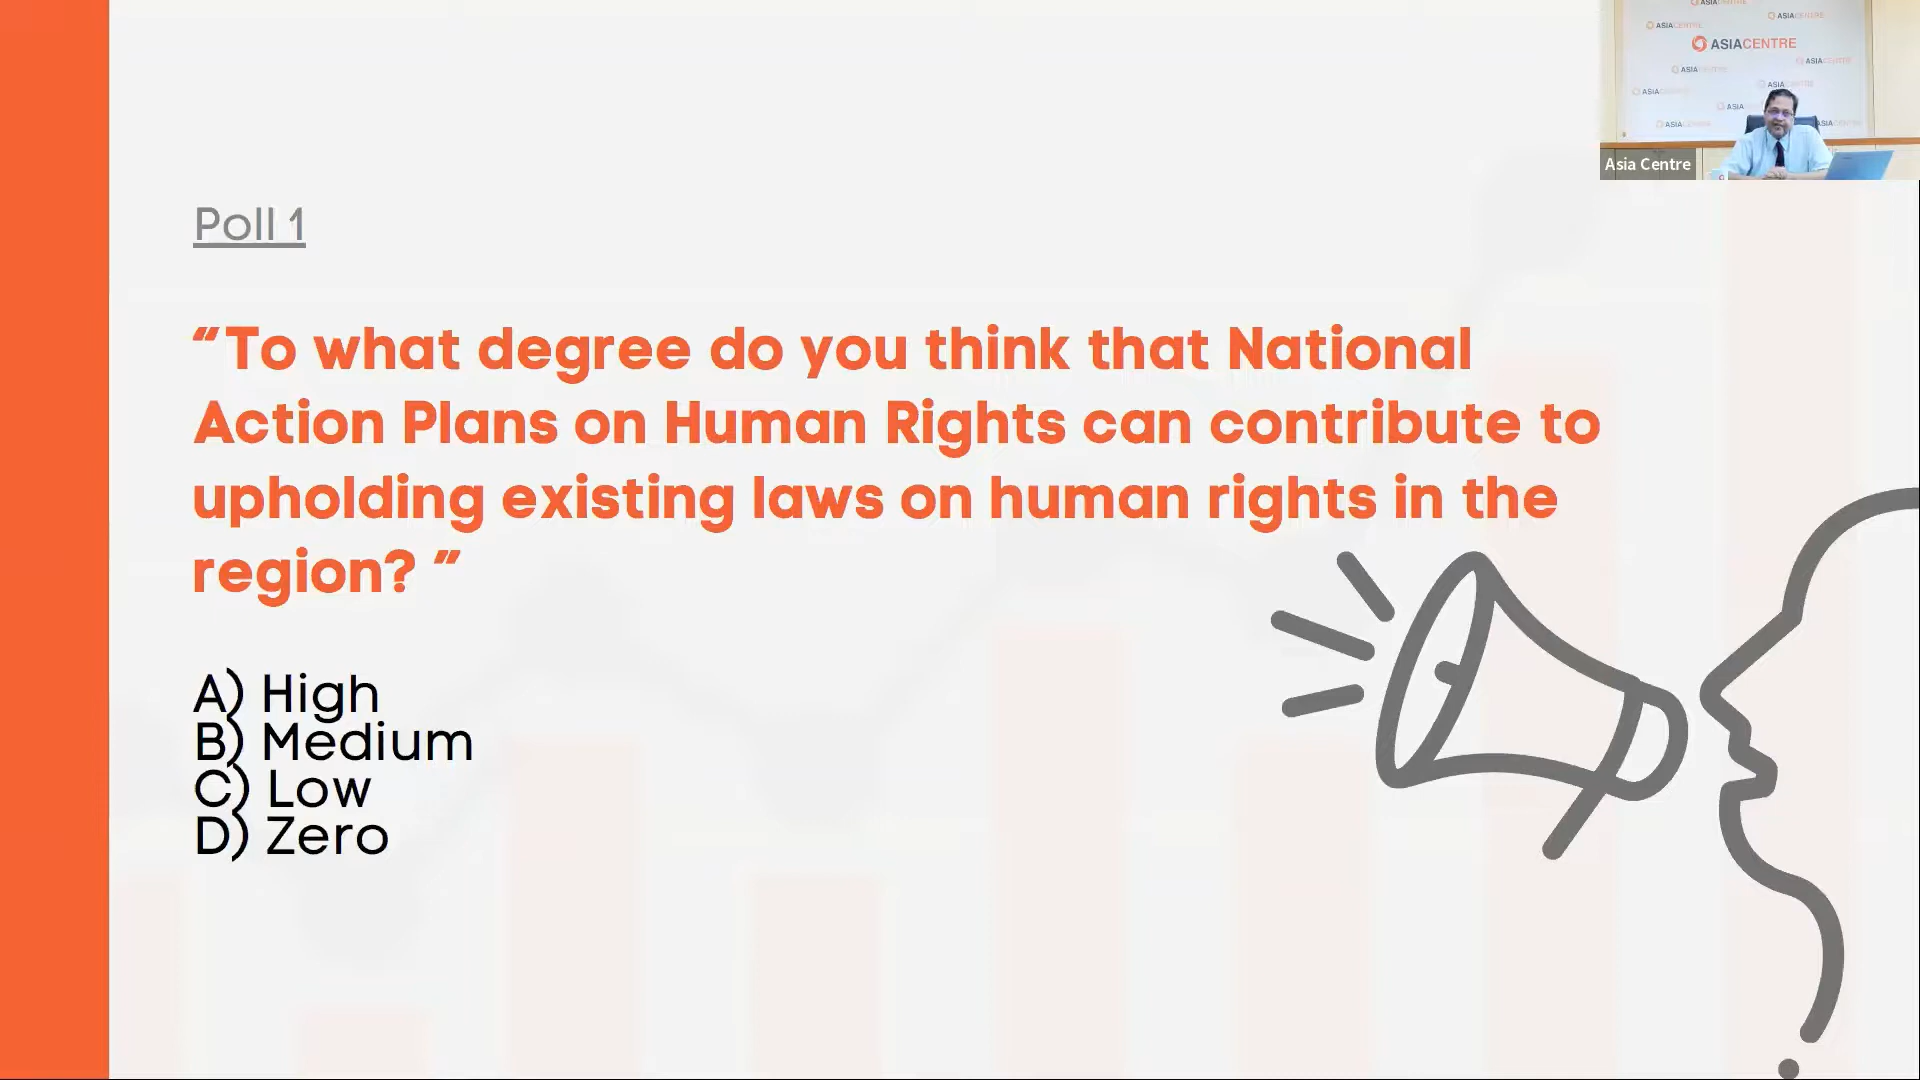 ASIACENTRE
Asia Centre
Poll 1
“To what degree do you think that National
Action Plans on Human Rights can contribute to
upholding existing laws on human rights in the
region? ”
A) High
B) Medium
C) Low
D) Zero